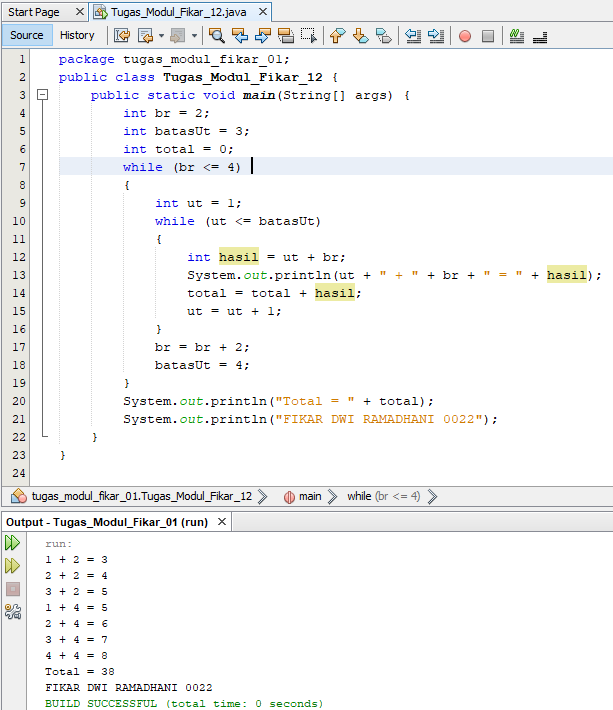 Start Page Tugas_Modul_Fikar_12.java
Source History
1 package tugas_modul_fikar_01;
2 public class Tugas_Modul_Fikar_12 {
3 public static void main(String[] args) {
4 int br = 2;
5 int batasUt = 3;
6 int total = 0;
7 while (br <= 4)
8 {
9 int ut = 1;
10 while (ut <= batasUt)
11 {
12 int hasil = ut + br;
13 System.out.println(ut + " + " + br + " = " + hasil);
14 total = total + hasil;
15 ut = ut + 1;
16 }
17 br = br + 2;
18 batasUt = 4;
19 }
20 System.out.println("Total = " + total);
21 System.out.println("FIKAR DWI RAMADHANI 0022");
22 }
23 }
24
tugas_modul_fikar_01.Tugas_Modul_Fikar_12 main while (br <= 4)
Output - Tugas_Modul_Fikar_01 (run)
run:
1 + 2 = 3
2 + 2 = 4
3 + 2 = 5
1 + 4 = 5
2 + 4 = 6
3 + 4 = 7
4 + 4 = 8
Total = 38
FIKAR DWI RAMADHANI 0022
BUILD SUCCESSFUL (total time: 0 seconds)